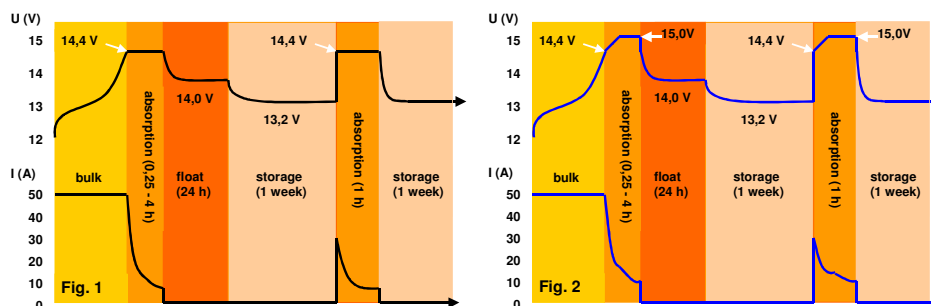 U (V)
15
14
13
12
I (A)
50
40
30
20
10
0
14,4 V
14,0 V
13,2 V
14,4 V
bulk
absorption (0,25 - 4 h)
float
(24 h)
storage
(1 week)
absorption (1 h)
storage
(1 week)
Fig. 1
U (V)
15
14
13
12
I (A)
50
40
30
20
10
0
14,4 V
15,0V
14,0 V
13,2 V
14,4 V
15,0V
bulk
absorption (0,25 - 4 h)
float
(24 h)
storage
(1 week)
absorption (1 h)
storage
(1 week)
Fig. 2